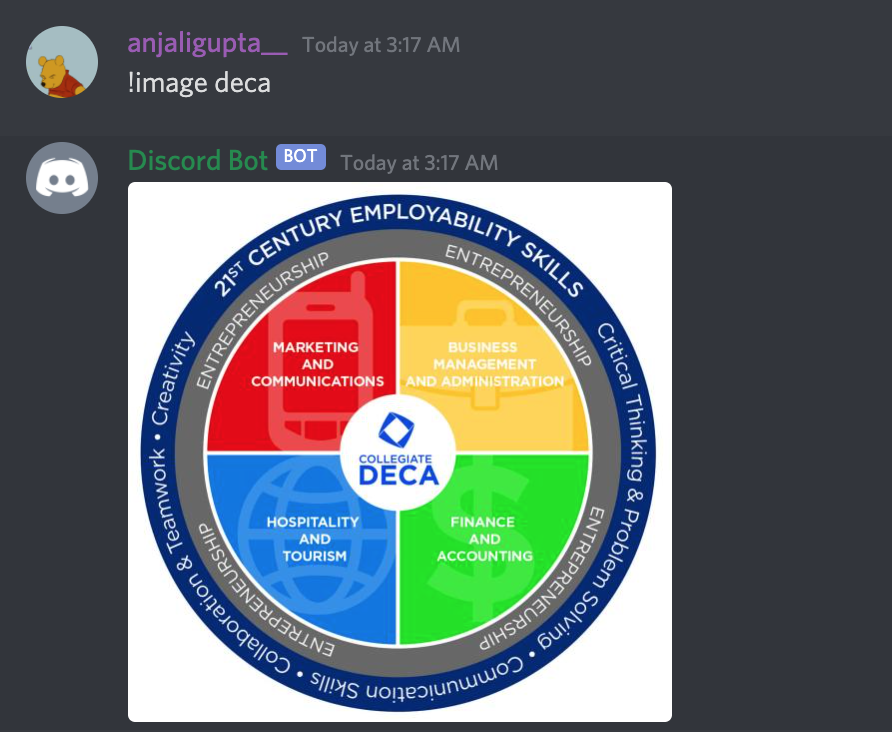 anjaligupta__ Today at 3:17 AM
!image deca
Discord Bot BOT Today at 3:17 AM
21ST CENTURY EMPLOYABILITY SKILLS
Critical Thinking & Problem Solving • Communication Skills • Collaboration & Teamwork • Creativity
ENTREPRENEURSHIP
ENTREPRENEURSHIP
MARKETING
AND
COMMUNICATIONS
BUSINESS
MANAGEMENT
AND ADMINISTRATION
COLLEGIATE
DECA
HOSPITALITY
AND
TOURISM
FINANCE
AND
ACCOUNTING
ENTREPRENEURSHIP
ENTREPRENEURSHIP